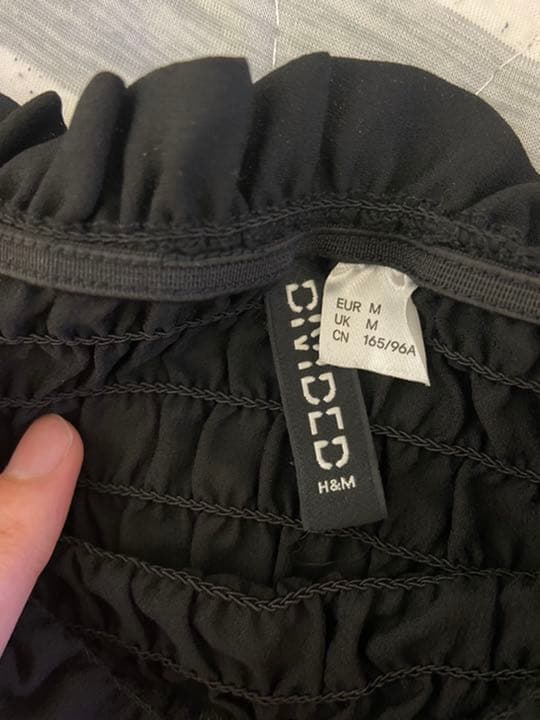 DIVIDED
H&M
EUR M
UK M
CN 165/96A